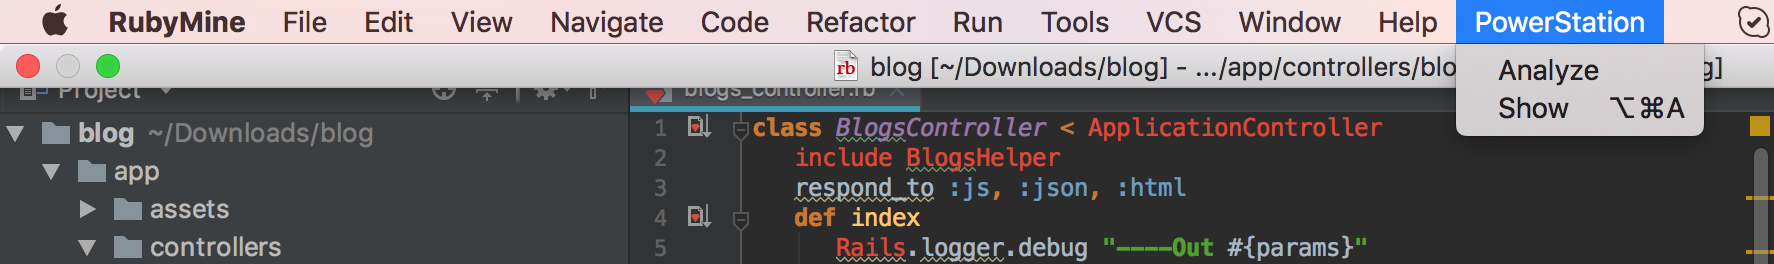 RubyMine File Edit View Navigate Code Refactor Run Tools VCS Window Help PowerStation
rb blog [~/Downloads/blog] - .../app/controllers/blo g]
Analyze
Show ⌥⌘A
Project
blogs_controller.rb
blog ~/Downloads/blog
app
assets
controllers
1 class BlogsController < ApplicationController
2 include BlogsHelper
3 respond_to :js, :json, :html
4 def index
5 Rails.logger.debug "----Out #{params}"